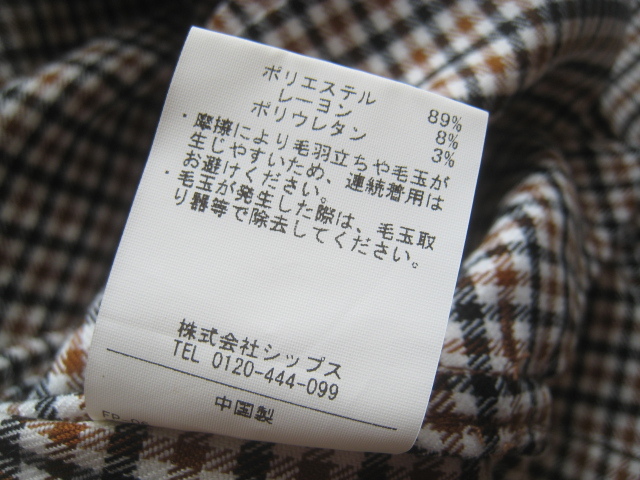 ポリエステル 89%
レーヨン 8%
ポリウレタン 3%
・摩擦により毛羽立ちや毛玉が
生じやすいため、連続着用は
お避けください。
・毛玉が発生した際は、毛玉取
り器等で除去してください。
株式会社シップス
TEL 0120-444-099
中国製